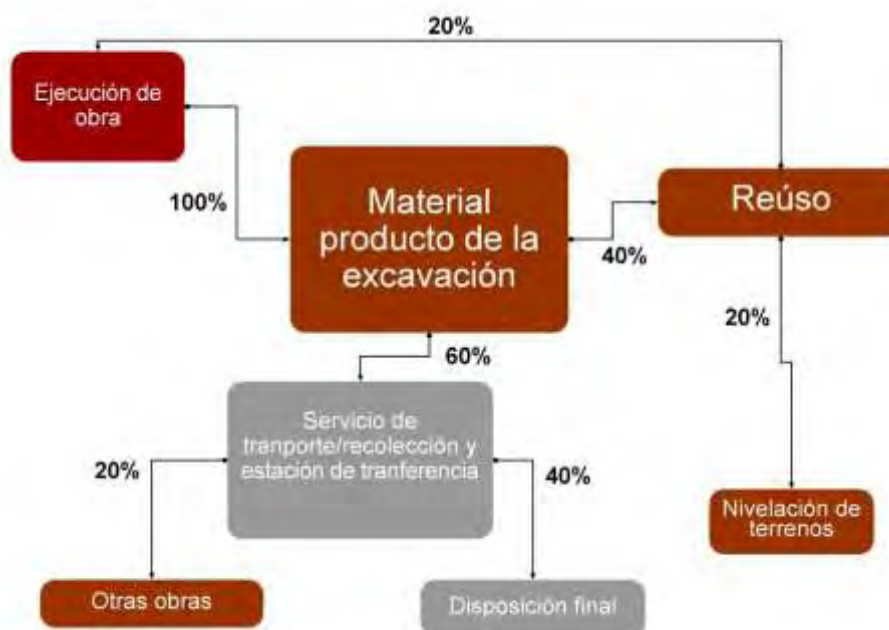 20%
Ejecución de
obra
100%
Material
producto de la
excavación
Reúso
40%
20%
60%
Servicio de
tranporte/recolección y
estación de tranferencia
20%
40%
Nivelación de
terrenos
Otras obras
Disposición final